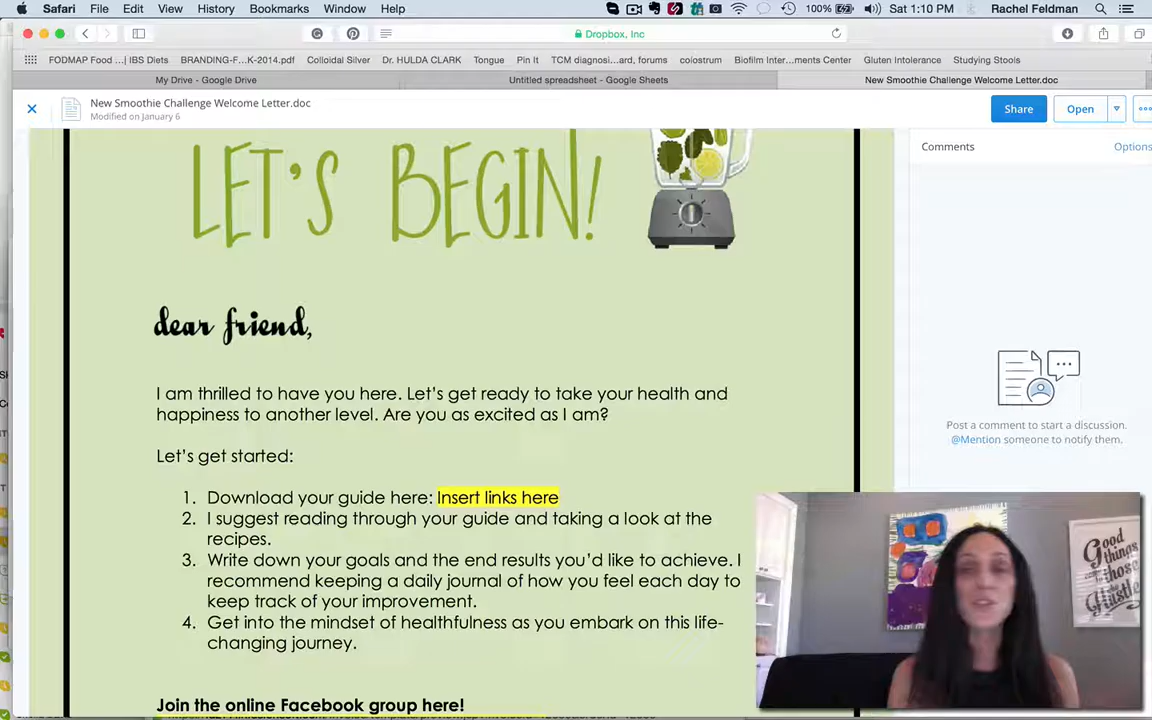 Safari File Edit View History Bookmarks Window Help 100% Sat 1:10 PM Rachel Feldman
Dropbox, Inc
FODMAP Food ...| IBS Diets BRANDING-F...K-2014.pdf Colloidal Silver Dr. HULDA CLARK Tongue Pin It TCM diagnosi...ard, forums colostrum Biofilm Inter...ments Center Gluten Intolerance Studying Stools
My Drive - Google Drive Untitled spreadsheet - Google Sheets New Smoothie Challenge Welcome Letter.doc
New Smoothie Challenge Welcome Letter.doc
Modified on January 6
Share Open
Comments Options
LET'S BEGIN!
dear friend,
I am thrilled to have you here. Let's get ready to take your health and
happiness to another level. Are you as excited as I am?
Let's get started:
1. Download your guide here: Insert links here
2. I suggest reading through your guide and taking a look at the
recipes.
3. Write down your goals and the end results you'd like to achieve. I
recommend keeping a daily journal of how you feel each day to
keep track of your improvement.
4. Get into the mindset of healthfulness as you embark on this life-
changing journey.
Join the online Facebook group here!
Post a comment to start a discussion.
@Mention someone to notify them.
Good
things
come to
those
Hustle